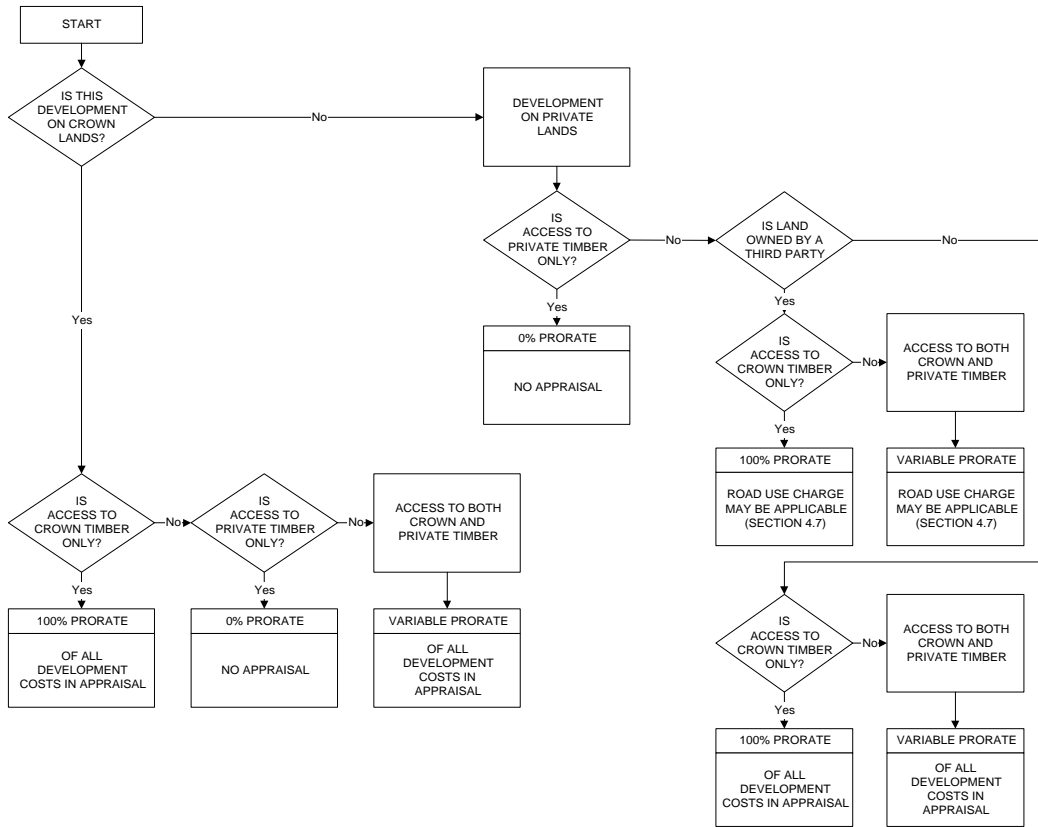 START
IS THIS
DEVELOPMENT
ON CROWN
LANDS?
No
DEVELOPMENT
ON PRIVATE
LANDS
IS
ACCESS TO
PRIVATE TIMBER
ONLY?
No
IS LAND
OWNED BY A
THIRD PARTY
No
Yes
Yes
Yes
0% PRORATE
NO APPRAISAL
IS
ACCESS TO
CROWN TIMBER
ONLY?
No
ACCESS TO BOTH
CROWN AND
PRIVATE TIMBER
Yes
100% PRORATE
ROAD USE CHARGE
MAY BE APPLICABLE
(SECTION 4.7)
VARIABLE PRORATE
ROAD USE CHARGE
MAY BE APPLICABLE
(SECTION 4.7)
IS
ACCESS TO
CROWN TIMBER
ONLY?
No
IS
ACCESS TO
PRIVATE TIMBER
ONLY?
No
ACCESS TO BOTH
CROWN AND
PRIVATE TIMBER
Yes
Yes
100% PRORATE
OF ALL
DEVELOPMENT
COSTS IN APPRAISAL
0% PRORATE
NO APPRAISAL
VARIABLE PRORATE
OF ALL
DEVELOPMENT
COSTS IN
APPRAISAL
IS
ACCESS TO
CROWN TIMBER
ONLY?
No
ACCESS TO BOTH
CROWN AND
PRIVATE TIMBER
Yes
100% PRORATE
OF ALL
DEVELOPMENT
COSTS IN APPRAISAL
VARIABLE PRORATE
OF ALL
DEVELOPMENT
COSTS IN
APPRAISAL